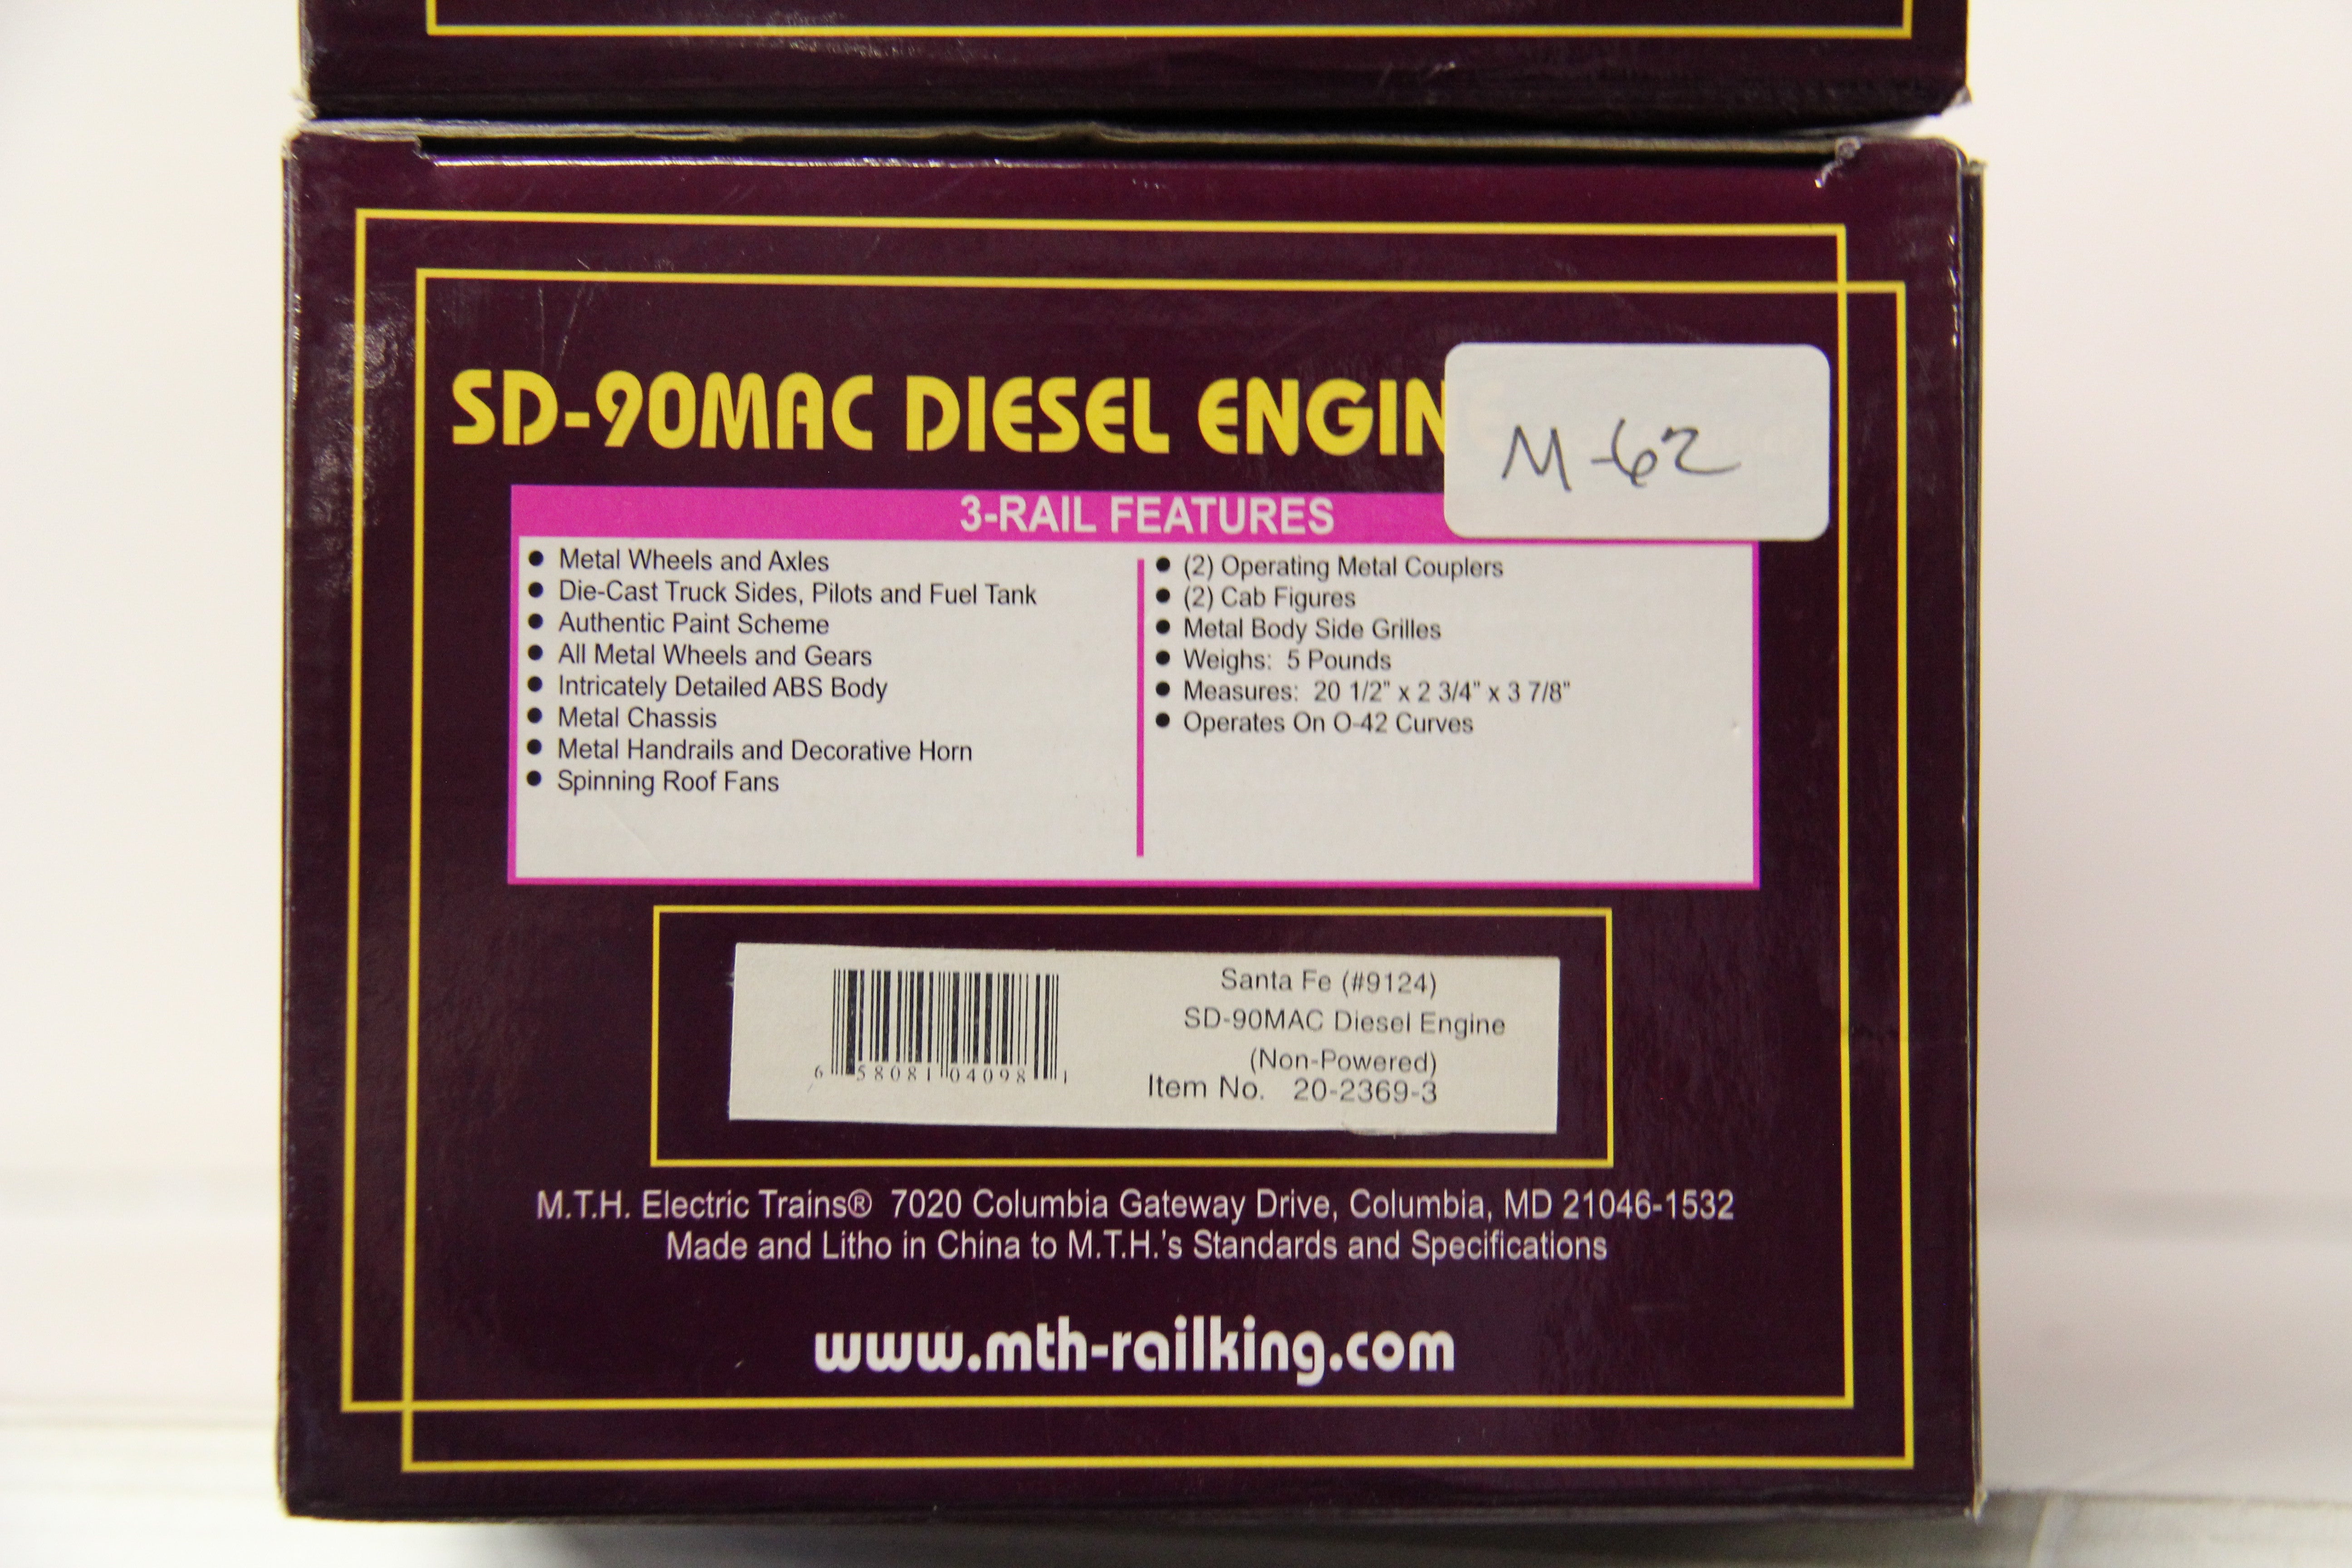 SD-90MAC DIESEL ENGIN
M-62
3-RAIL FEATURES
● Metal Wheels and Axles
● Die-Cast Truck Sides, Pilots and Fuel Tank
● Authentic Paint Scheme
● All Metal Wheels and Gears
● Intricately Detailed ABS Body
● Metal Chassis
● Metal Handrails and Decorative Horn
● Spinning Roof Fans
● (2) Operating Metal Couplers
● (2) Cab Figures
● Metal Body Side Grilles
● Weighs: 5 Pounds
● Measures: 20 1/2" x 2 3/4" x 3 7/8"
● Operates On O-42 Curves
6 58081 04098 1
Santa Fe (#9124)
SD-90MAC Diesel Engine
(Non-Powered)
Item No. 20-2369-3
M.T.H. Electric Trains® 7020 Columbia Gateway Drive, Columbia, MD 21046-1532
Made and Litho in China to M.T.H.'s Standards and Specifications
www.mth-railking.com